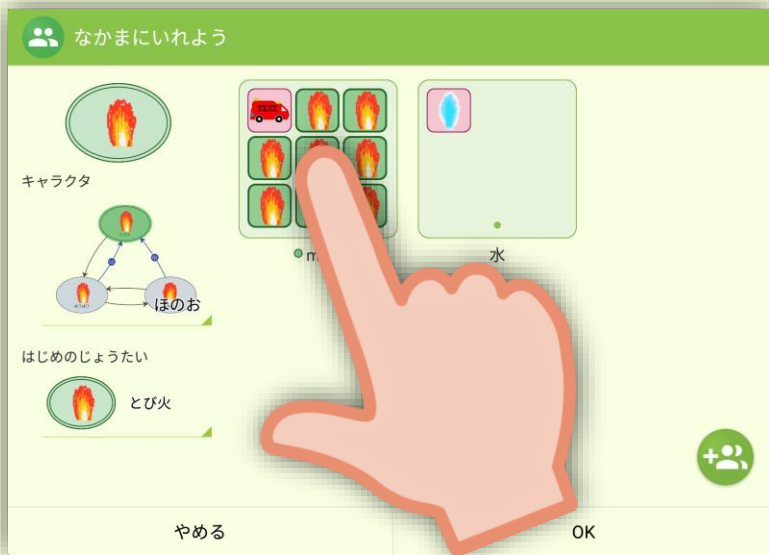 なかまにいれよう
キャラクタ
ほのお
はじめのじょうたい
とび火
水
やめる
OK